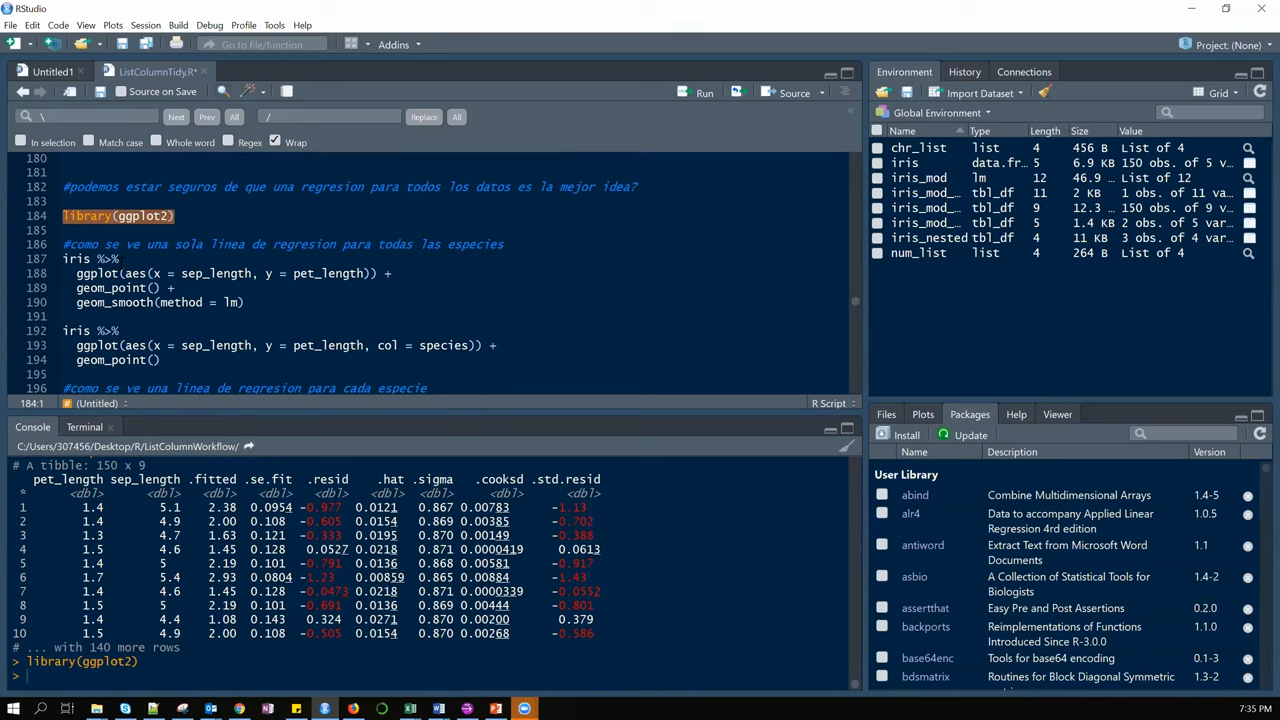 RStudio
File Edit Code View Plots Session Build Debug Profile Tools Help
Go to file/function Addins Project: (None)
Untitled1 ListColumnTidy.R*
Source on Save Run Source
\ Next Prev All / Replace All
In selection Match case Whole word Regex Wrap
180
181
182 #podemos estar seguros de que una regresion para todos los datos es la mejor idea?
183
184 library(ggplot2)
185
186 #como se ve una sola linea de regresion para todas las especies
187 iris %>%
188 ggplot(aes(x = sep_length, y = pet_length)) +
189 geom_point() +
190 geom_smooth(method = lm)
191
192 iris %>%
193 ggplot(aes(x = sep_length, y = pet_length, col = species)) +
194 geom_point()
195
196 #como se ve una linea de regresion para cada especie
184:1 # (Untitled) R Script
Console Terminal
C:/Users/307456/Desktop/R/ListColumnWorkflow/
# A tibble: 150 x 9
pet_length sep_length .fitted .se.fit .resid .hat .sigma .cooksd .std.resid
* <dbl> <dbl> <dbl> <dbl> <dbl> <dbl> <dbl> <dbl> <dbl>
1 1.4 5.1 2.38 0.0954 -0.977 0.0121 0.867 0.00783 -1.13
2 1.4 4.9 2.00 0.108 -0.605 0.0154 0.870 0.00385 -0.702
3 1.3 4.7 1.63 0.121 -0.333 0.0195 0.870 0.00149 -0.388
4 1.5 4.6 1.45 0.128 0.0527 0.0218 0.871 0.0000419 0.0613
5 1.4 5 2.19 0.101 -0.791 0.0136 0.868 0.00581 -0.917
6 1.7 5.4 2.93 0.0804 -1.23 0.00859 0.866 0.00884 -1.43
7 1.4 4.6 1.45 0.128 -0.0473 0.0218 0.871 0.0000339 -0.0552
8 1.5 5 2.19 0.101 -0.691 0.0136 0.869 0.00444 -0.801
9 1.4 4.4 1.08 0.143 0.324 0.0271 0.870 0.00200 0.379
10 1.5 4.9 2.00 0.108 -0.505 0.0154 0.870 0.00268 -0.586
# ... with 140 more rows
> library(ggplot2)
>
Environment History Connections
Import Dataset Grid
Global Environment
Name Type Length Size Value
chr_list list 4 456 B List of 4
iris data.fr… 5 6.9 KB 150 obs. of 5 v…
iris_mod lm 12 46.9 … List of 12
iris_mod_… tbl_df 11 2 KB 1 obs. of 11 va…
iris_mod_… tbl_df 9 12.3 … 150 obs. of 9 v…
iris_mod_… tbl_df 5 1.4 KB 2 obs. of 5 var…
iris_nested tbl_df 4 11 KB 3 obs. of 4 var…
num_list list 4 264 B List of 4
Files Plots Packages Help Viewer
Install Update
Name Description Version
User Library
abind Combine Multidimensional Arrays 1.4-5
alr4 Data to accompany Applied Linear Regression 4rd edition 1.0.5
antiword Extract Text from Microsoft Word Documents 1.1
asbio A Collection of Statistical Tools for Biologists 1.4-2
assertthat Easy Pre and Post Assertions 0.2.0
backports Reimplementations of Functions Introduced Since R-3.0.0 1.1.0
base64enc Tools for base64 encoding 0.1-3
bdsmatrix Routines for Block Diagonal Symmetric 1.3-2
7:35 PM